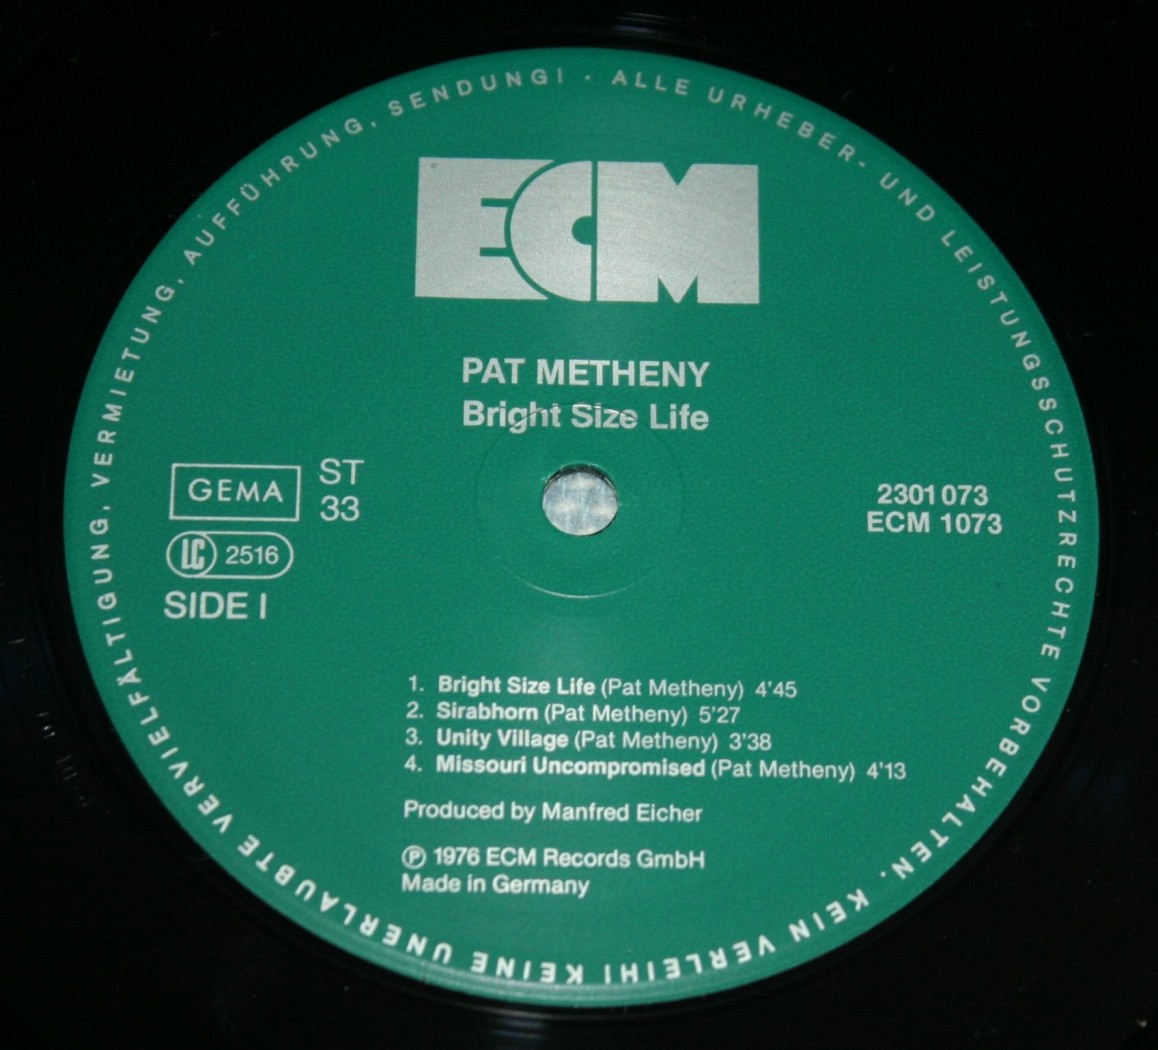 ALLE URHEBER- UND LEISTUNGSSCHUTZRECHTE VORBEHALTEN. KEIN VERLEIH! KEINE UNERLAUBTE VERVIELFÄLTIGUNG, VERMIETUNG, AUFFÜHRUNG, SENDUNG! ·
ECM
PAT METHENY
Bright Size Life
GEMA
ST
33
LC 2516
SIDE I
2301 073
ECM 1073
1. Bright Size Life (Pat Metheny) 4'45
2. Sirabhorn (Pat Metheny) 5'27
3. Unity Village (Pat Metheny) 3'38
4. Missouri Uncompromised (Pat Metheny) 4'13
Produced by Manfred Eicher
℗ 1976 ECM Records GmbH
Made in Germany